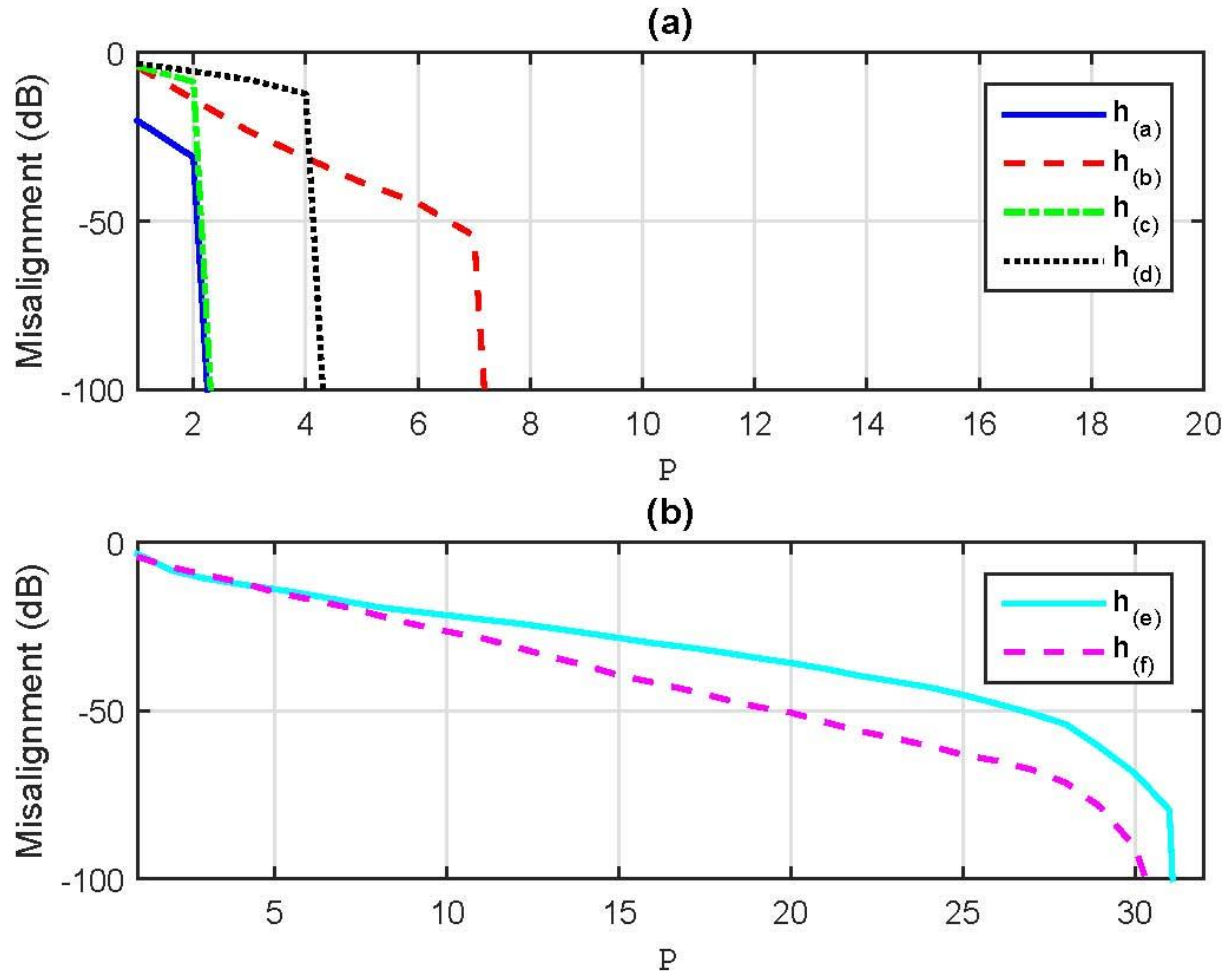 (a)
Misalignment (dB)
0
-50
-100
2 4 6 8 10 12 14 16 18 20
P
h(a)
h(b)
h(c)
h(d)
(b)
Misalignment (dB)
0
-50
-100
5 10 15 20 25 30
P
h(e)
h(f)